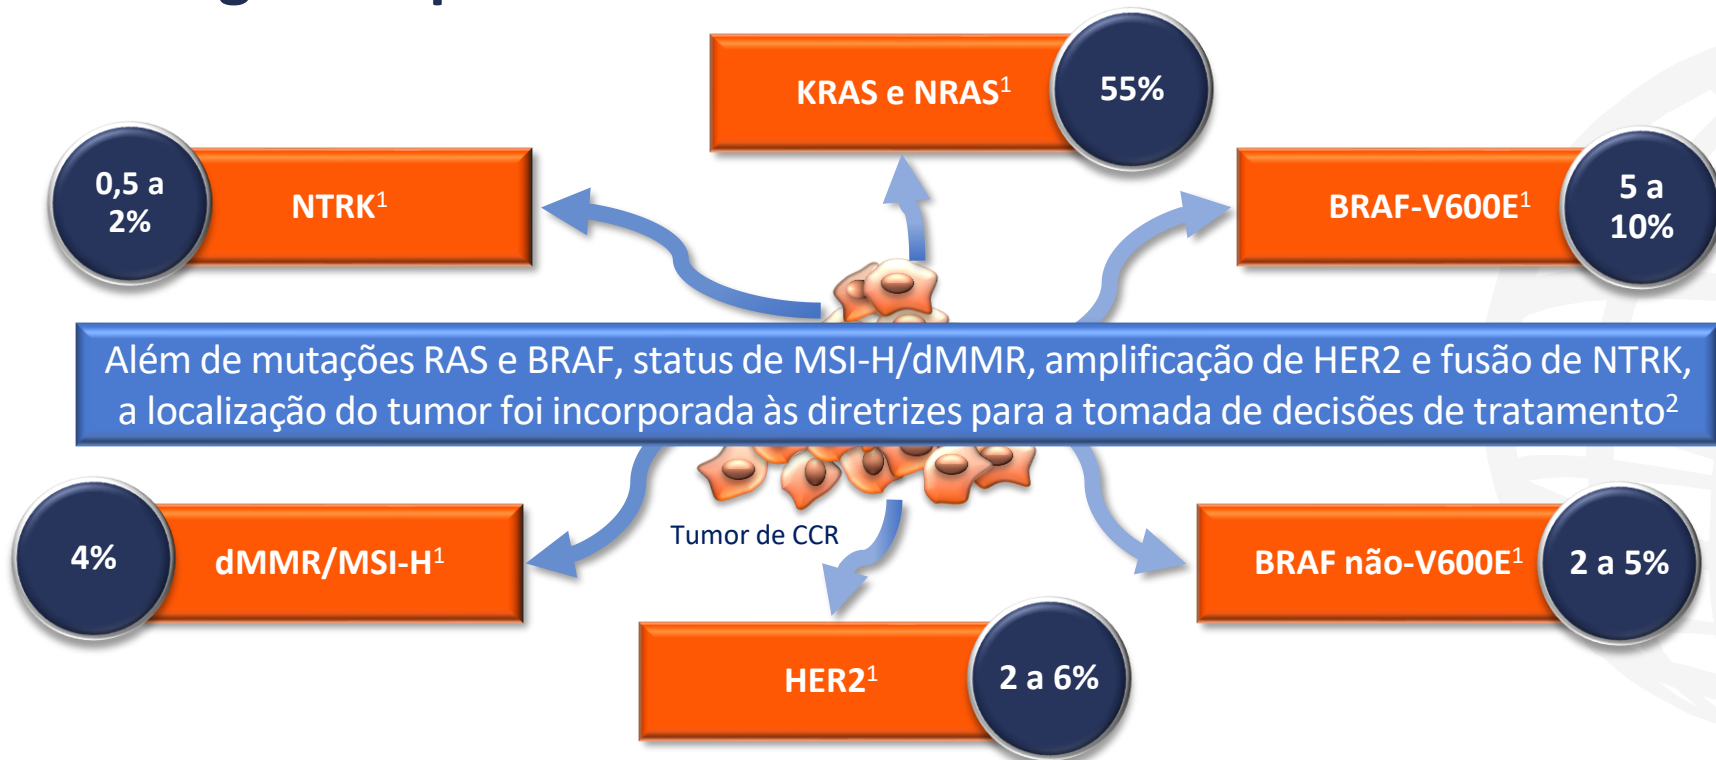 KRAS e NRAS¹
55%
0,5 a
2%
NTRK¹
BRAF-V600E¹
5 a
10%
Além de mutações RAS e BRAF, status de MSI-H/dMMR, amplificação de HER2 e fusão de NTRK,
a localização do tumor foi incorporada às diretrizes para a tomada de decisões de tratamento²
Tumor de CCR
4%
dMMR/MSI-H¹
BRAF não-V600E¹
2 a 5%
HER2¹
2 a 6%